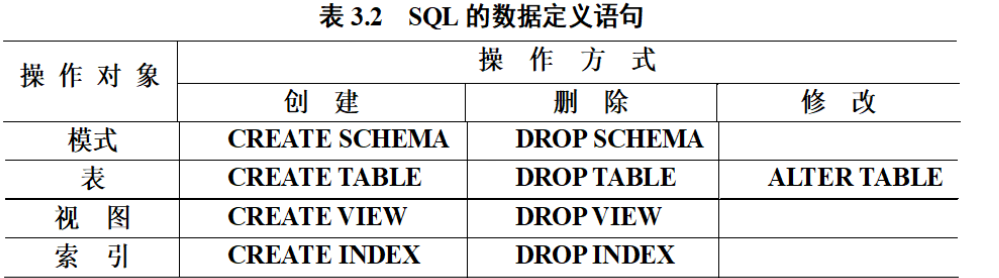 表 3.2 SQL 的数据定义语句
操作对象 操作方式
创建 删除 修改
模式 CREATE SCHEMA DROP SCHEMA
表 CREATE TABLE DROP TABLE ALTER TABLE
视图 CREATE VIEW DROP VIEW
索引 CREATE INDEX DROP INDEX